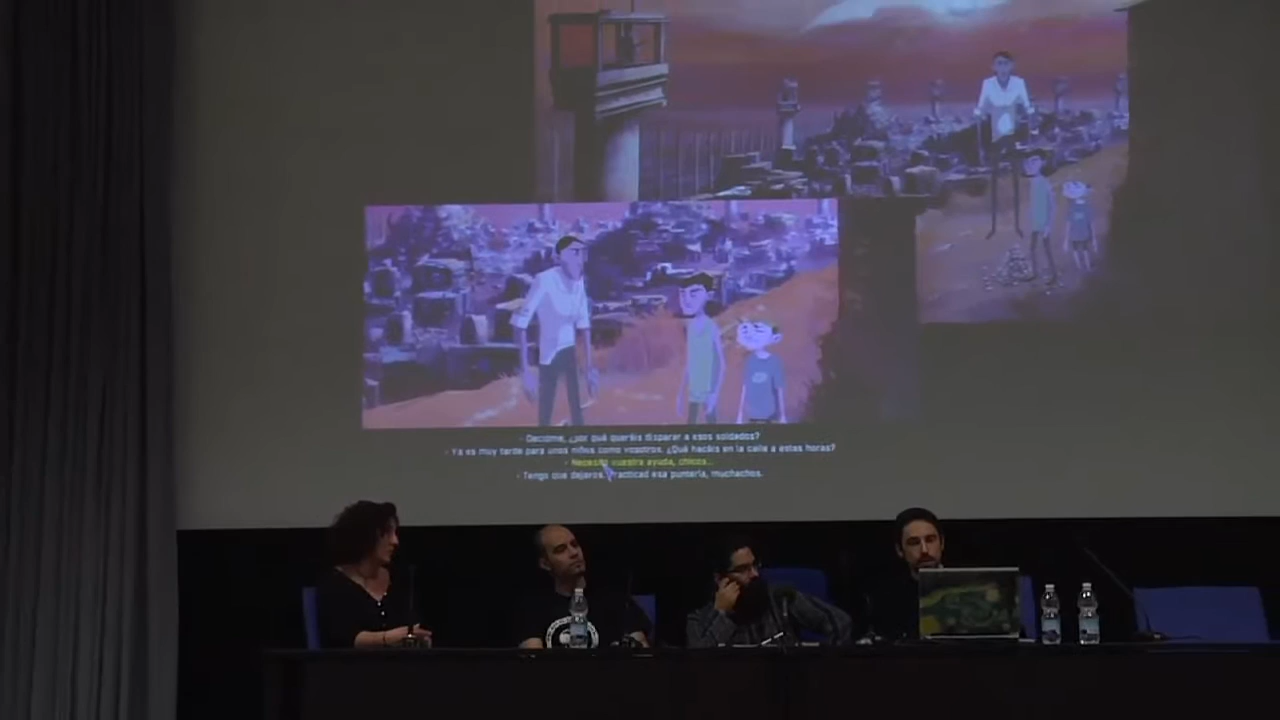 - Decidme, ¿por qué queréis disparar a esos soldados?
- Ya es muy tarde para unos niños como vosotros. ¿Qué hacéis en la calle a estas horas?
- Necesito vuestra ayuda, chicos...
- Tengo que dejaros. Practicad esa puntería, muchachos.